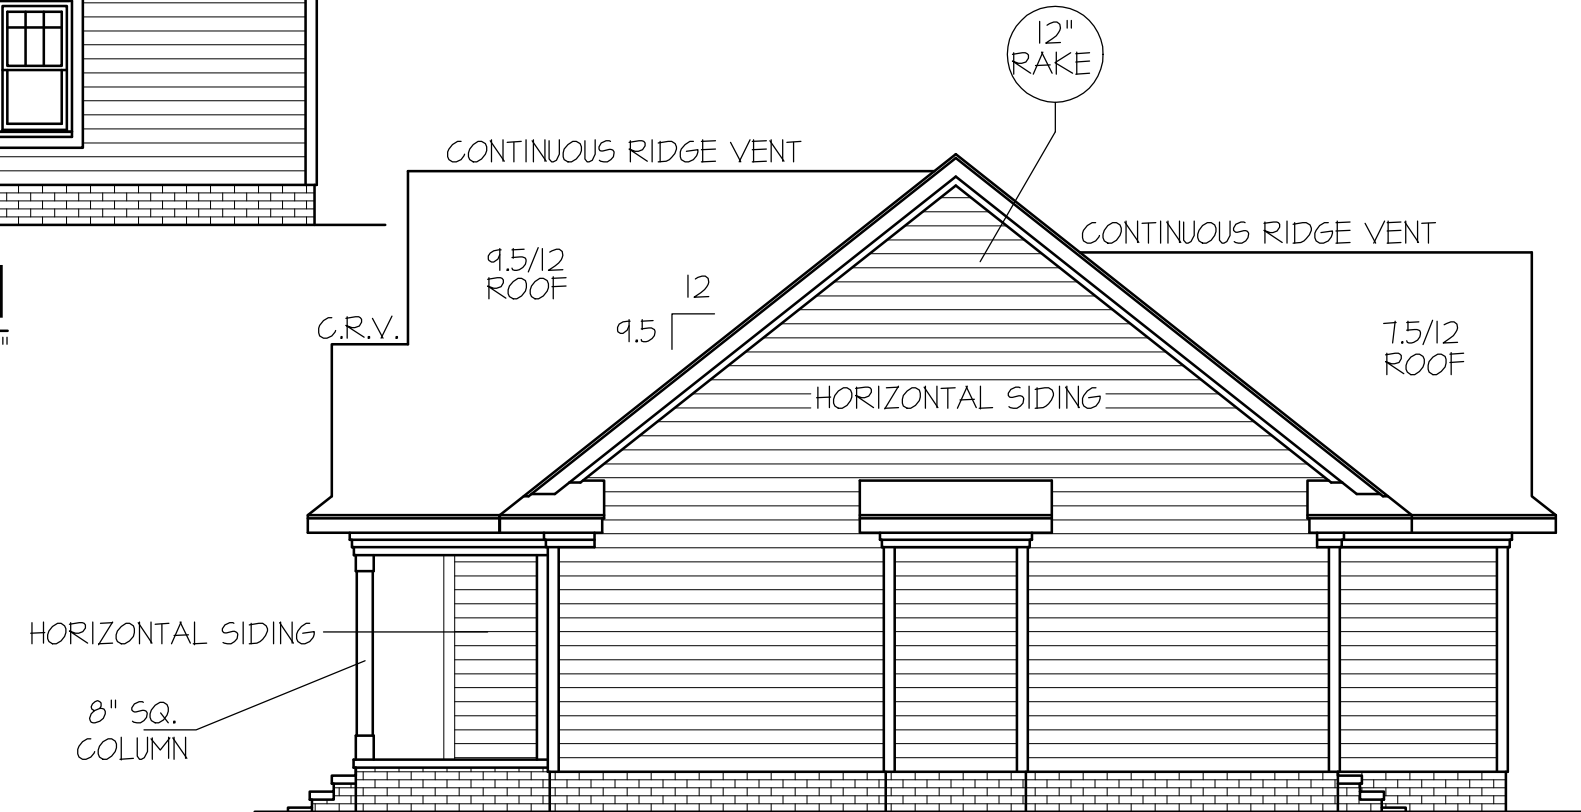 12"
RAKE
CONTINUOUS RIDGE VENT
CONTINUOUS RIDGE VENT
9.5/12
ROOF
12
9.5
C.R.V.
7.5/12
ROOF
HORIZONTAL SIDING
HORIZONTAL SIDING
8" SQ.
COLUMN
"